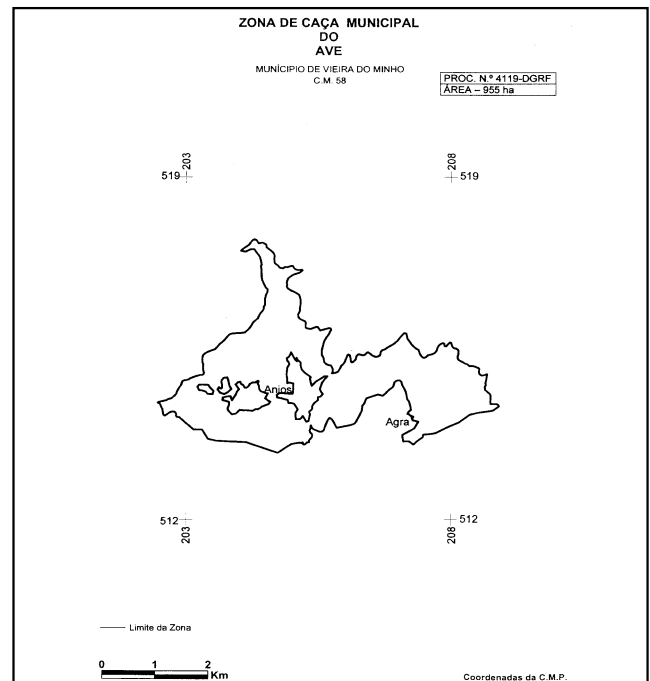 ZONA DE CAÇA MUNICIPAL
DO
AVE
MUNÍCIPIO DE VIEIRA DO MINHO
C.M. 58
PROC. N.º 4119-DGRF
ÁREA – 955 ha
203
208
519
519
Anjos
Agra
512
512
203
208
Limite da Zona
0 1 2
Km
Coordenadas da C.M.P.